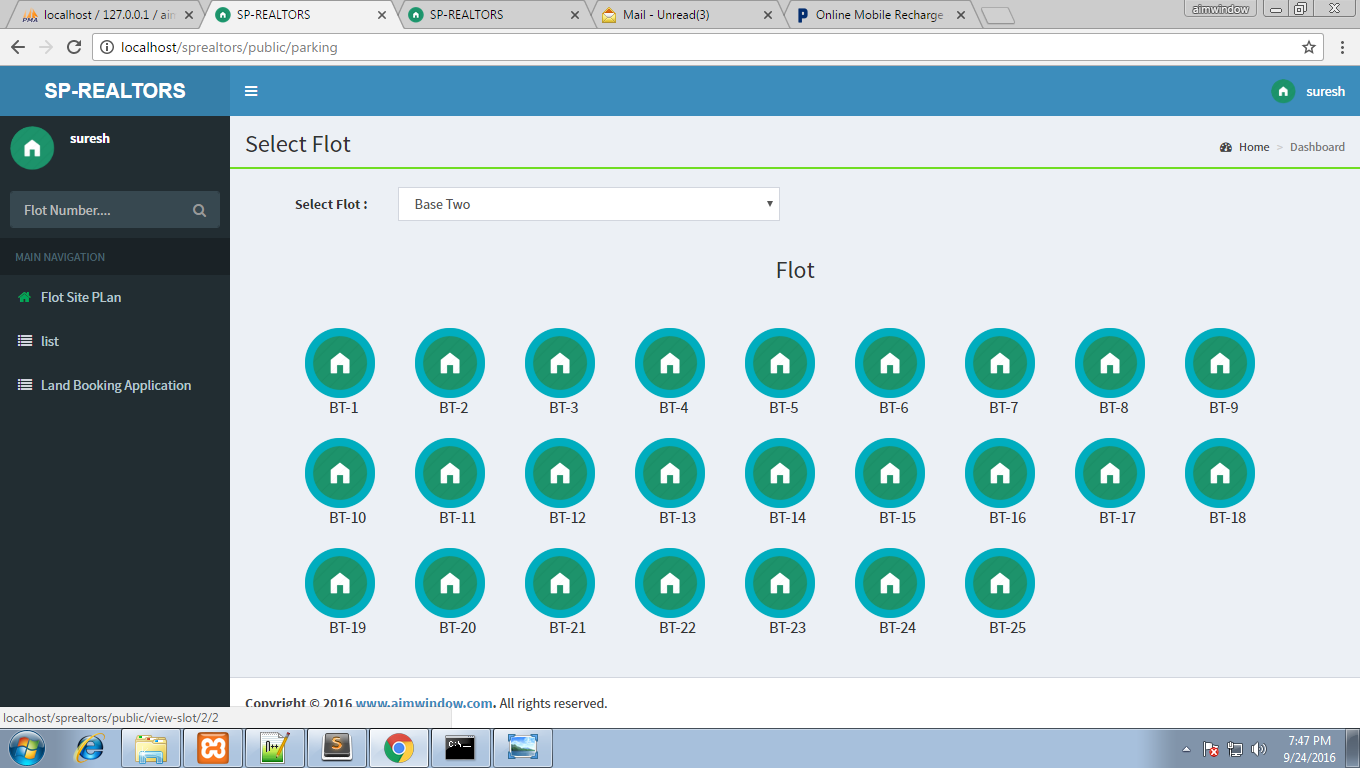 localhost / 127.0.0.1 / aim
SP-REALTORS
SP-REALTORS
Mail - Unread(3)
Online Mobile Recharge
aimwindow
localhost/sprealtors/public/parking
SP-REALTORS
suresh
suresh
Select Flot
Home > Dashboard
Flot Number....
Select Flot :
Base Two
MAIN NAVIGATION
Flot
Flot Site PLan
list
Land Booking Application
BT-1 BT-2 BT-3 BT-4 BT-5 BT-6 BT-7 BT-8 BT-9
BT-10 BT-11 BT-12 BT-13 BT-14 BT-15 BT-16 BT-17 BT-18
BT-19 BT-20 BT-21 BT-22 BT-23 BT-24 BT-25
Copyright © 2016 www.aimwindow.com. All rights reserved.
localhost/sprealtors/public/view-slot/2/2
7:47 PM
9/24/2016